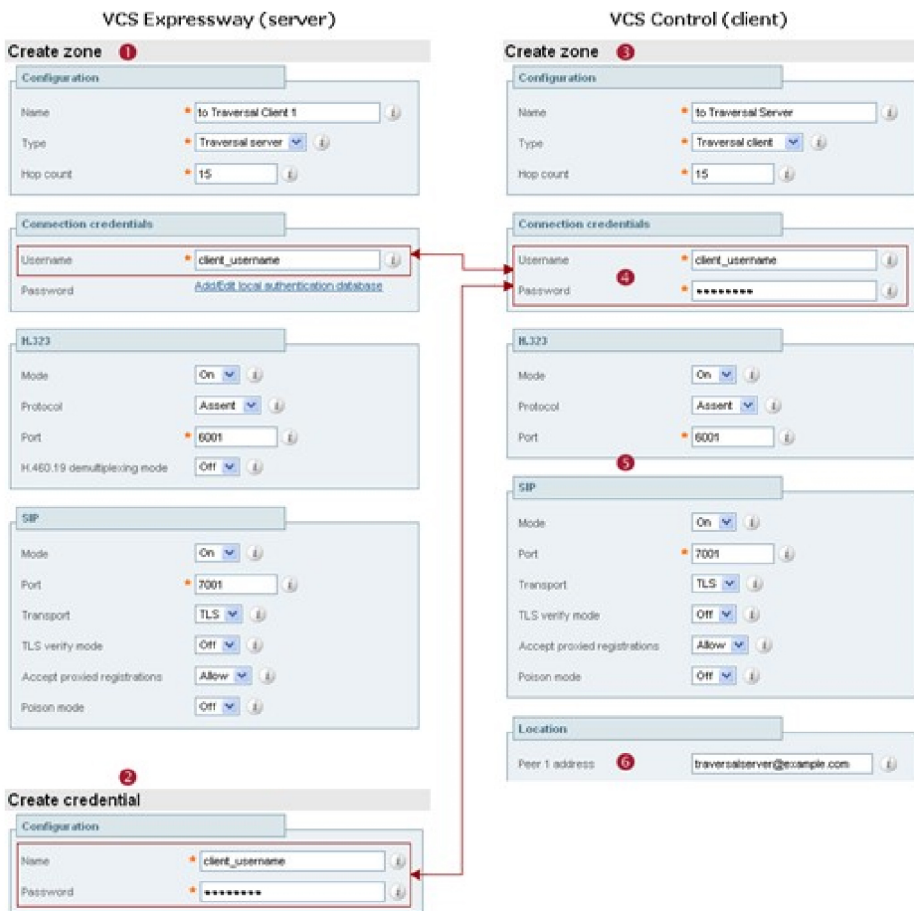 VCS Expressway (server)
Create zone 1
Configuration
Name * to Traversal Client 1 i
Type * Traversal server i
Hop count * 15 i
Connection credentials
Username * client_username i
Password Add/Edit local authentication database
H.323
Mode On i
Protocol Assent i
Port * 6001 i
H.460.19 demultiplexing mode Off i
SIP
Mode On i
Port * 7001 i
Transport TLS i
TLS verify mode Off i
Accept proxied registrations Allow i
Poison mode Off i
2
Create credential
Configuration
Name * client_username i
Password * •••••••• i
VCS Control (client)
Create zone 3
Configuration
Name * to Traversal Server i
Type * Traversal client i
Hop count * 15 i
Connection credentials
Username * client_username i
4
Password * •••••••• i
H.323
Mode On i
Protocol Assent i
Port * 6001 i
5
SIP
Mode On i
Port * 7001 i
Transport TLS i
TLS verify mode Off i
Accept proxied registrations Allow i
Poison mode Off i
Location
Peer 1 address 6 traversalserver@example.com i